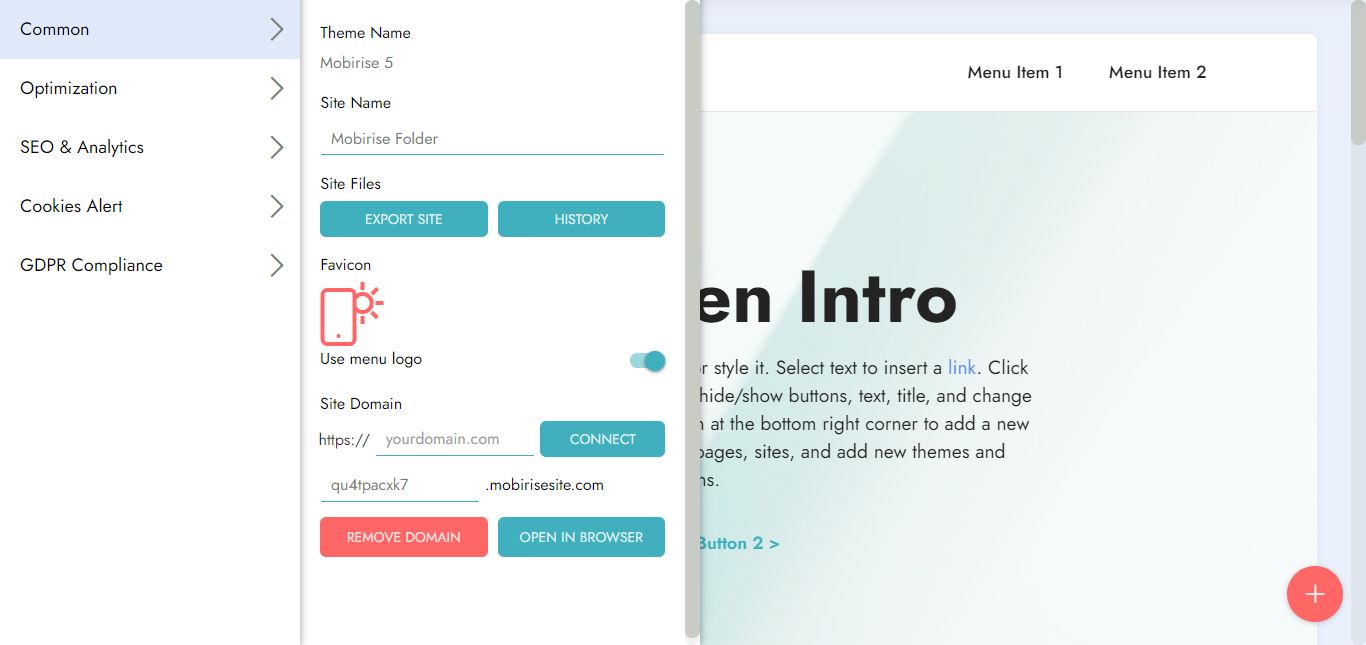 Common
Optimization
SEO & Analytics
Cookies Alert
GDPR Compliance
Theme Name
Mobirise 5
Site Name
Mobirise Folder
Site Files
EXPORT SITE HISTORY
Favicon
Use menu logo
Site Domain
https:// yourdomain.com CONNECT
qu4tpacxk7 .mobirisesite.com
REMOVE DOMAIN OPEN IN BROWSER
Menu Item 1 Menu Item 2
en Intro
r style it. Select text to insert a link. Click
hide/show buttons, text, title, and change
n at the bottom right corner to add a new
pages, sites, and add new themes and
ns.
Button 2 >